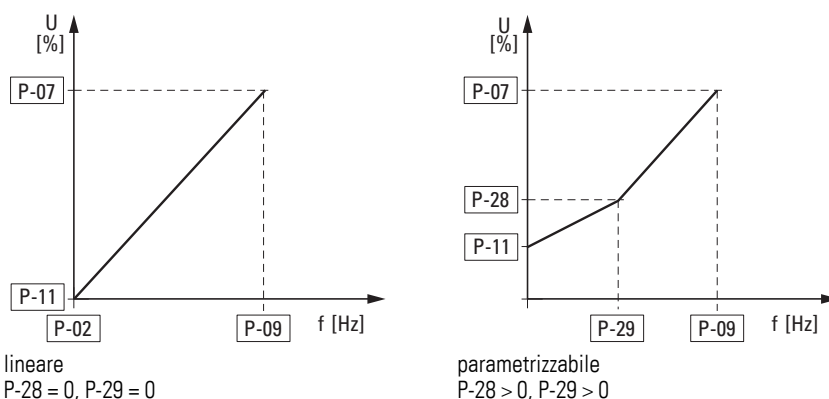 U
[%]
P-07
P-11
P-02
P-09
f [Hz]
lineare
P-28 = 0, P-29 = 0
U
[%]
P-07
P-28
P-11
P-29
P-09
f [Hz]
parametrizzabile
P-28 > 0, P-29 > 0